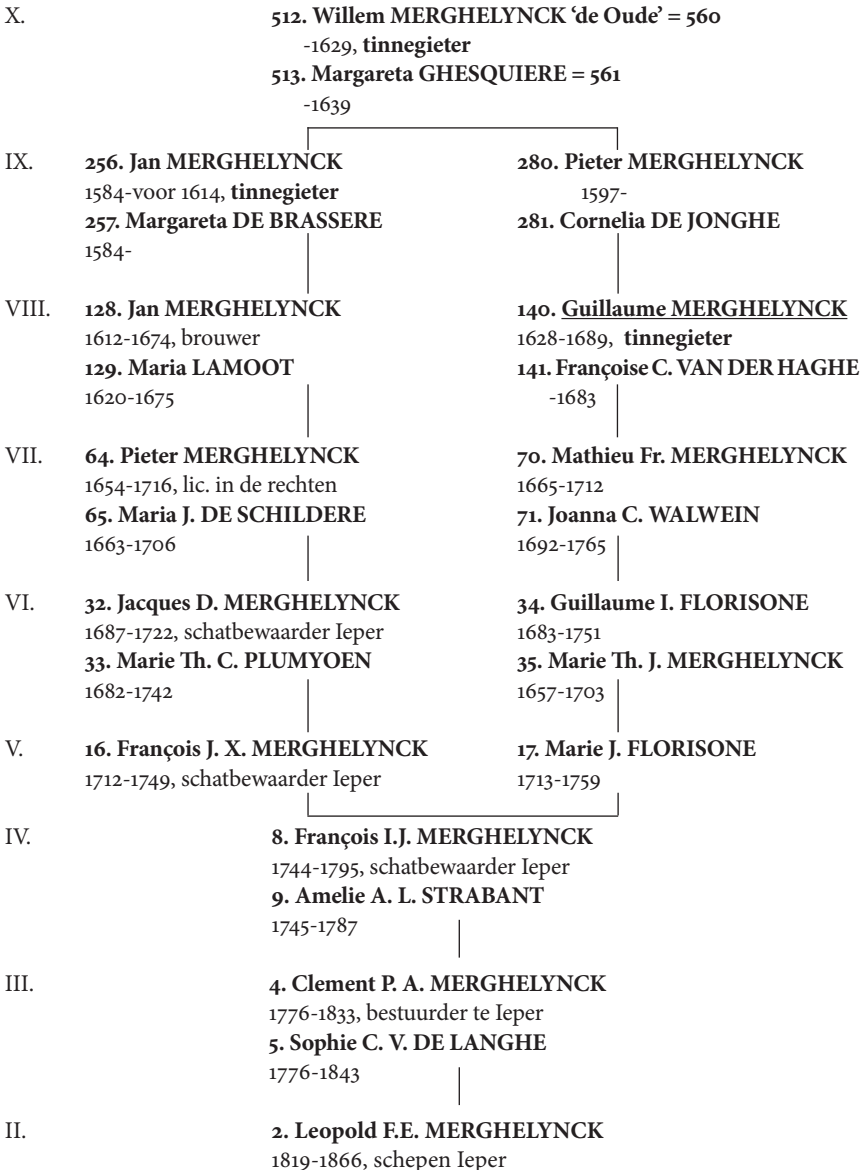 X. 512. Willem MERGHELYNCK ‘de Oude’ = 560
-1629, tinnegieter
513. Margareta GHESQUIERE = 561
-1639
IX. 256. Jan MERGHELYNCK 280. Pieter MERGHELYNCK
1584-voor 1614, tinnegieter 1597-
257. Margareta DE BRASSERE 281. Cornelia DE JONGHE
1584-
VIII. 128. Jan MERGHELYNCK 140. Guillaume MERGHELYNCK
1612-1674, brouwer 1628-1689, tinnegieter
129. Maria LAMOOT 141. Françoise C. VAN DER HAGHE
1620-1675 -1683
VII. 64. Pieter MERGHELYNCK 70. Mathieu Fr. MERGHELYNCK
1654-1716, lic. in de rechten 1665-1712
65. Maria J. DE SCHILDERE 71. Joanna C. WALWEIN
1663-1706 1692-1765
VI. 32. Jacques D. MERGHELYNCK 34. Guillaume I. FLORISONE
1687-1722, schatbewaarder Ieper 1683-1751
33. Marie Th. C. PLUMYOEN 35. Marie Th. J. MERGHELYNCK
1682-1742 1657-1703
V. 16. François J. X. MERGHELYNCK 17. Marie J. FLORISONE
1712-1749, schatbewaarder Ieper 1713-1759
IV. 8. François I.J. MERGHELYNCK
1744-1795, schatbewaarder Ieper
9. Amelie A. L. STRABANT
1745-1787
III. 4. Clement P. A. MERGHELYNCK
1776-1833, bestuurder te Ieper
5. Sophie C. V. DE LANGHE
1776-1843
II. 2. Leopold F.E. MERGHELYNCK
1819-1866, schepen Ieper